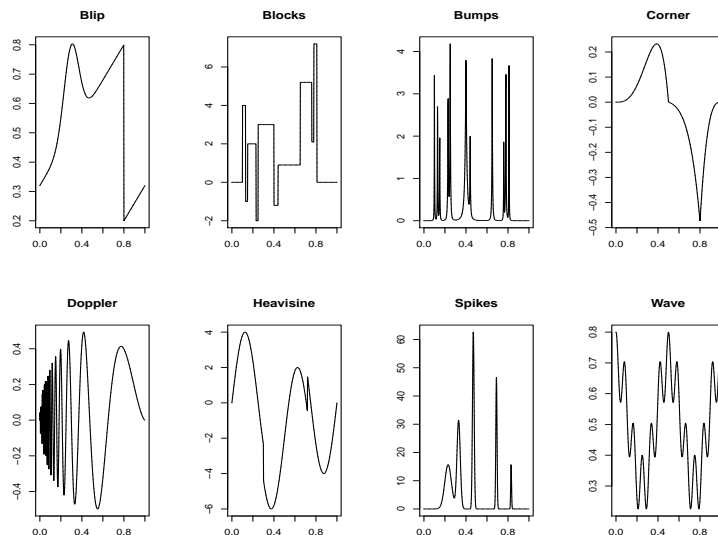 Blip
0.2 0.3 0.4 0.5 0.6 0.7 0.8
0.0 0.4 0.8
Blocks
−2 0 2 4 6
0.0 0.4 0.8
Bumps
0 1 2 3 4
0.0 0.4 0.8
Corner
−0.5 −0.4 −0.3 −0.2 −0.1 0.0 0.1 0.2
0.0 0.4 0.8
Doppler
−0.4 −0.2 0.0 0.2 0.4
0.0 0.4 0.8
Heavisine
−6 −4 −2 0 2 4
0.0 0.4 0.8
Spikes
0 10 20 30 40 50 60
0.0 0.4 0.8
Wave
0.3 0.4 0.5 0.6 0.7 0.8
0.0 0.4 0.8